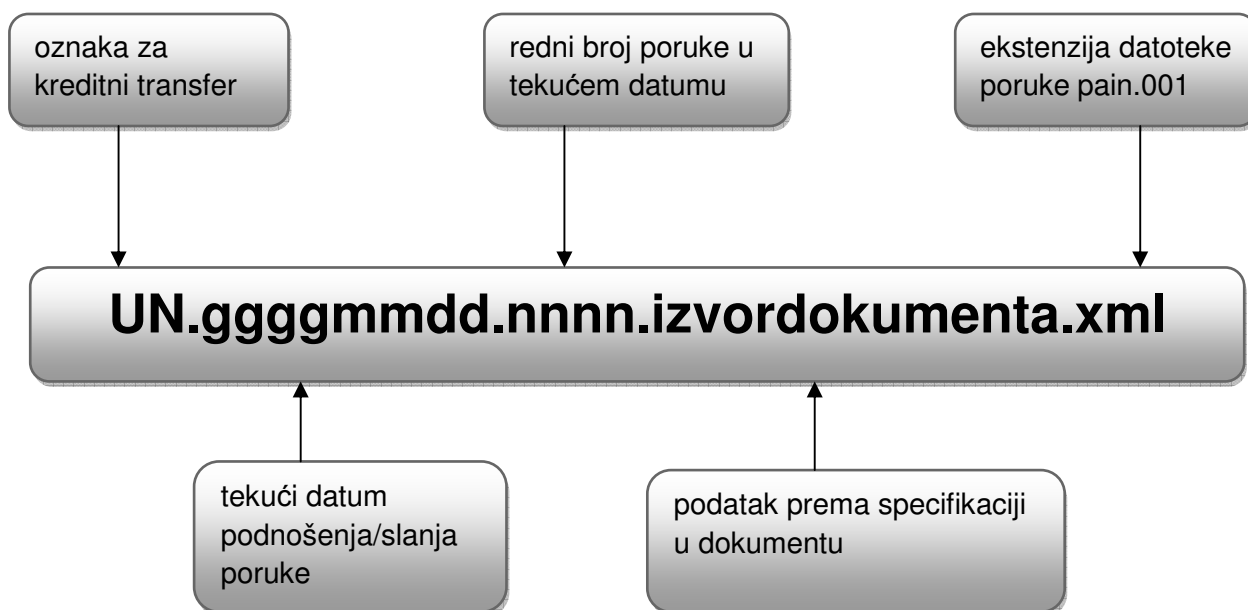 oznaka za
kreditni transfer
redni broj poruke u
tekućem datumu
ekstenzija datoteke
poruke pain.001
UN.ggggmmdd.nnnn.izvordokumenta.xml
tekući datum
podnošenja/slanja
poruke
podatak prema specifikaciji
u dokumentu